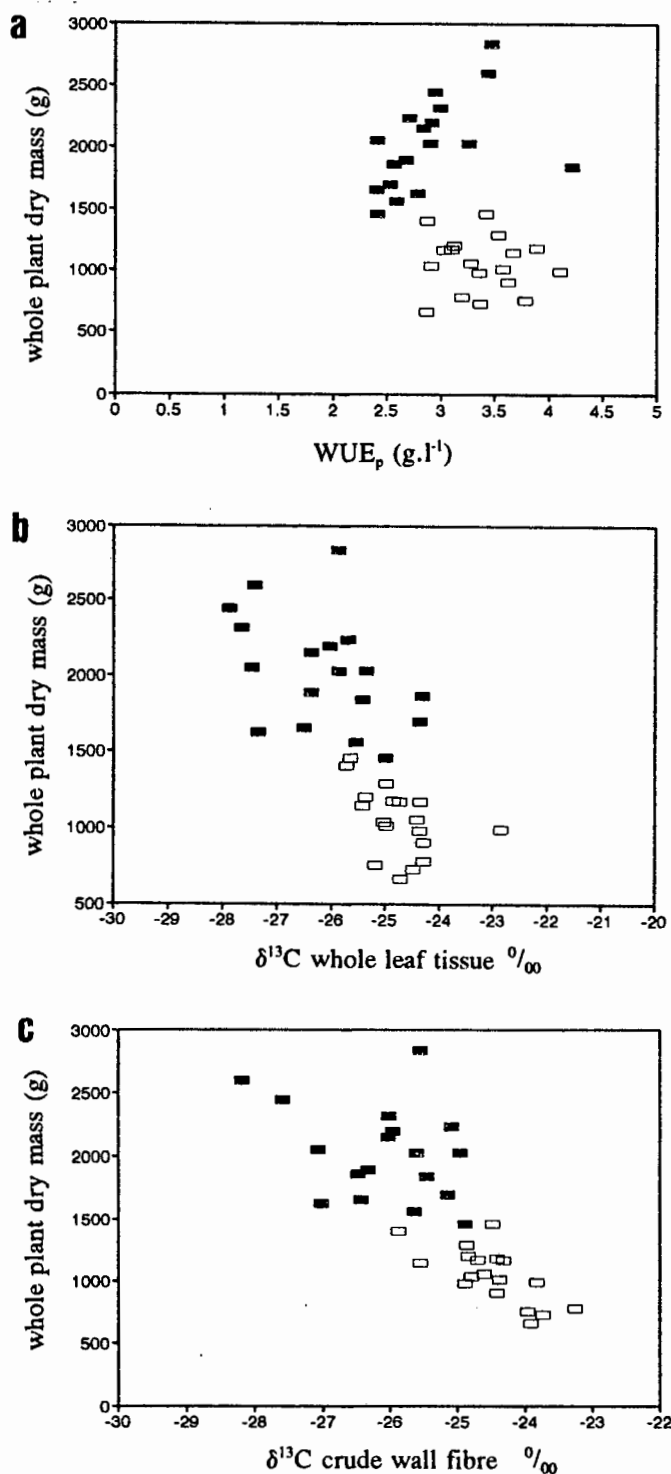 a
whole plant dry mass (g)
3000
2500
2000
1500
1000
500
0
0 0.5 1 1.5 2 2.5 3 3.5 4 4.5 5
WUEp (g.l⁻¹)
b
whole plant dry mass (g)
3000
2500
2000
1500
1000
500
-30 -29 -28 -27 -26 -25 -24 -23 -22 -21 -20
δ¹³C whole leaf tissue ⁰/₀₀
c
whole plant dry mass (g)
3000
2500
2000
1500
1000
500
0
-30 -29 -28 -27 -26 -25 -24 -23 -22
δ¹³C crude wall fibre ⁰/₀₀